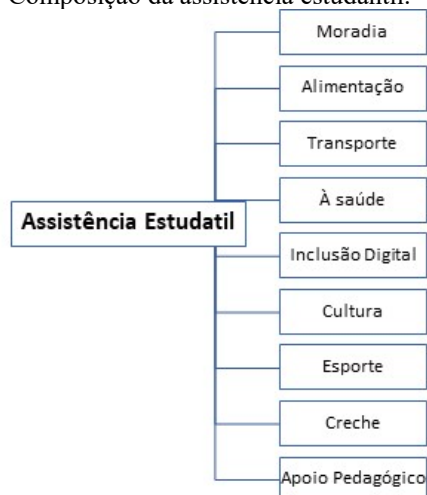 Composição da assistência estudantil.
Moradia
Alimentação
Transporte
À saúde
Assistência Estudatil
Inclusão Digital
Cultura
Esporte
Creche
Apoio Pedagógico